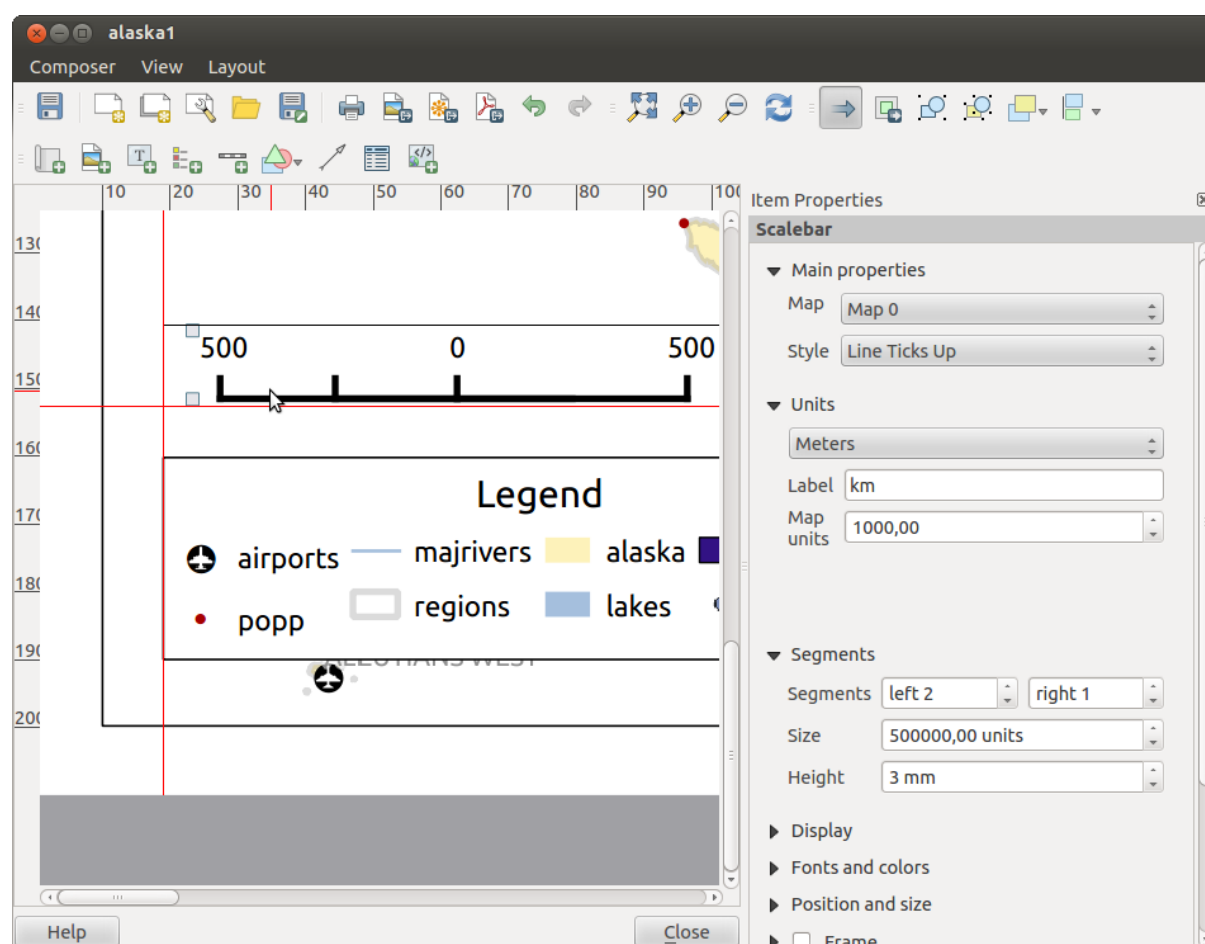 alaska1
Composer View Layout
10 20 30 40 50 60 70 80 90 100
Item Properties
Scalebar
130
140
150
160
170
180
190
200
500 0 500
Legend
airports majrivers alaska
popp regions lakes
ALEUTIANS WEST
Main properties
Map Map 0
Style Line Ticks Up
Units
Meters
Label km
Map units 1000,00
Segments
Segments left 2 right 1
Size 500000,00 units
Height 3 mm
Display
Fonts and colors
Position and size
Frame
Help Close